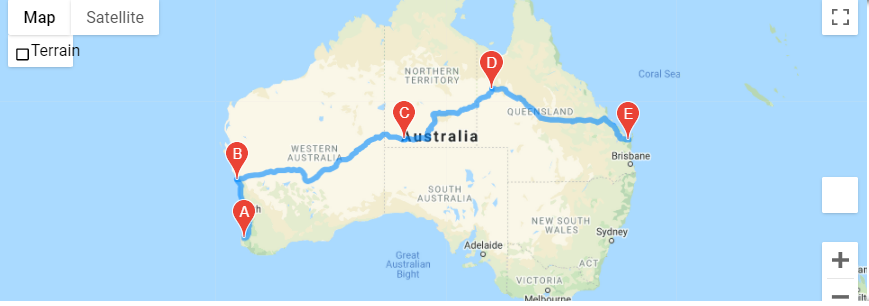 Map
Satellite
Terrain
NORTHERN
TERRITORY
Coral Sea
D
C
E
QUEENSLAND
Australia
B
WESTERN
AUSTRALIA
Brisbane
A
SOUTH
AUSTRALIA
NEW SOUTH
WALES
Sydney
Adelaide
Great
Australian
Bight
ACT
VICTORIA
Melbourne
+